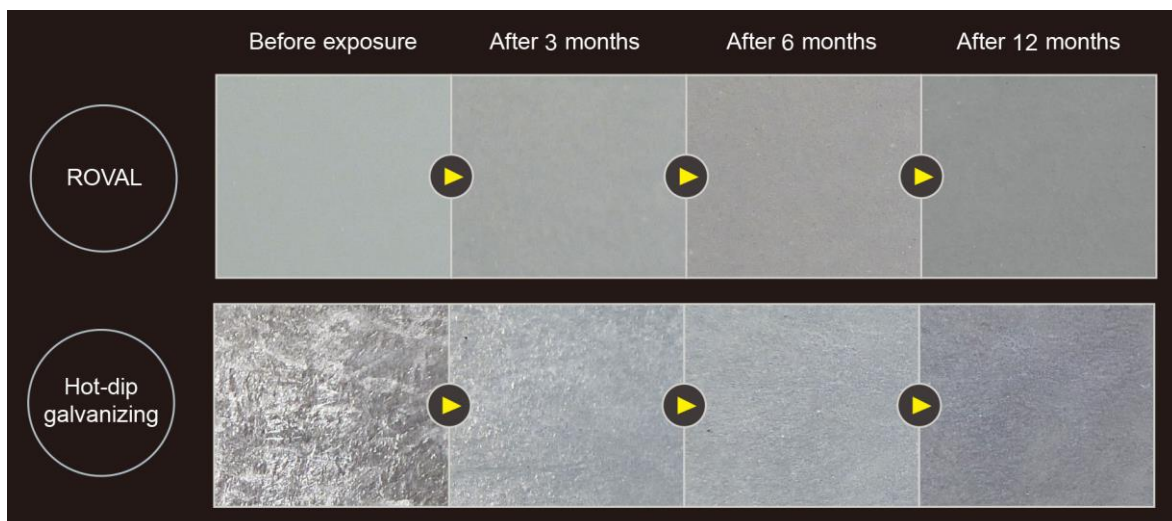 Before exposure
After 3 months
After 6 months
After 12 months
ROVAL
Hot-dip
galvanizing